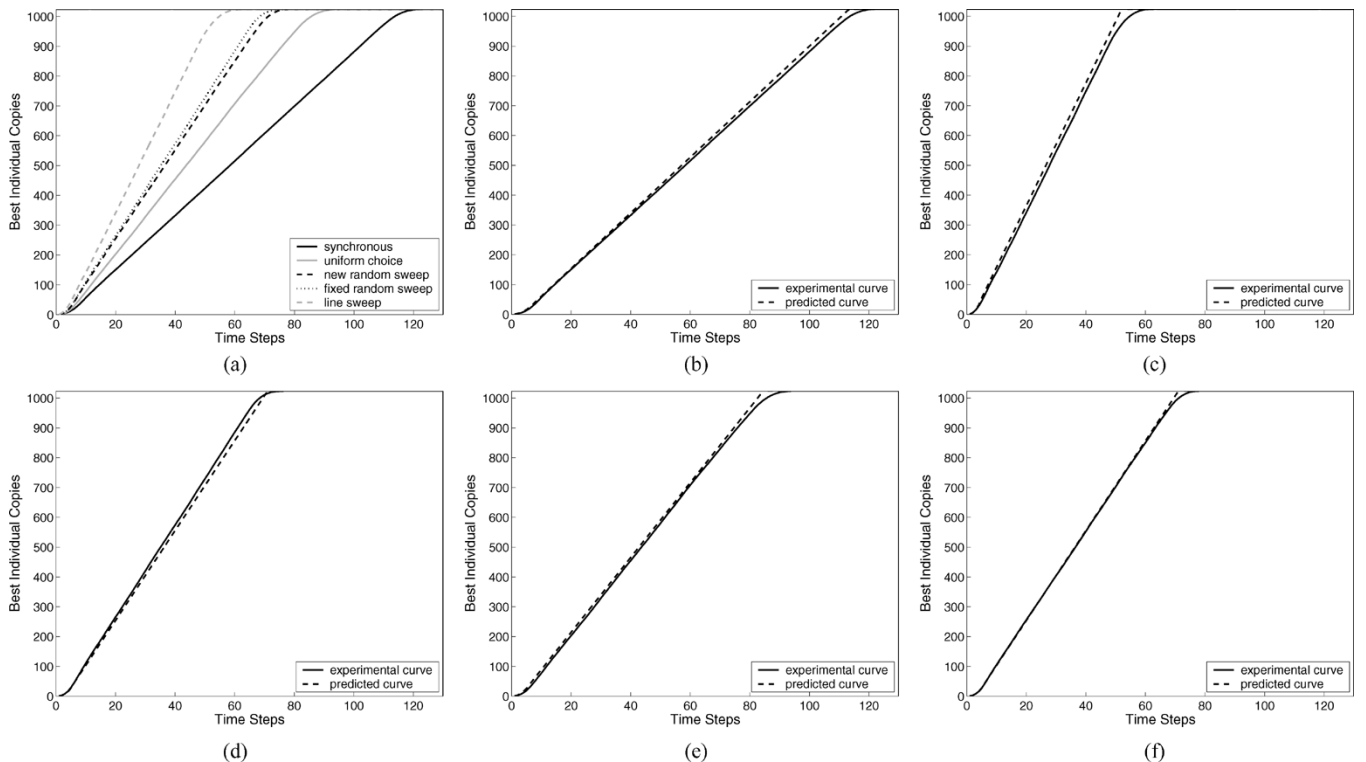 1000
900
800
700
600
500
400
300
200
100
0
Best Individual Copies
synchronous
uniform choice
new random sweep
fixed random sweep
line sweep
0 20 40 60 80 100 120
Time Steps
(a)
1000
900
800
700
600
500
400
300
200
100
0
Best Individual Copies
experimental curve
predicted curve
0 20 40 60 80 100 120
Time Steps
(b)
1000
900
800
700
600
500
400
300
200
100
0
Best Individual Copies
experimental curve
predicted curve
0 20 40 60 80 100 120
Time Steps
(c)
1000
900
800
700
600
500
400
300
200
100
0
Best Individual Copies
experimental curve
predicted curve
0 20 40 60 80 100 120
Time Steps
(d)
1000
900
800
700
600
500
400
300
200
100
0
Best Individual Copies
experimental curve
predicted curve
0 20 40 60 80 100 120
Time Steps
(e)
1000
900
800
700
600
500
400
300
200
100
0
Best Individual Copies
experimental curve
predicted curve
0 20 40 60 80 100 120
Time Steps
(f)